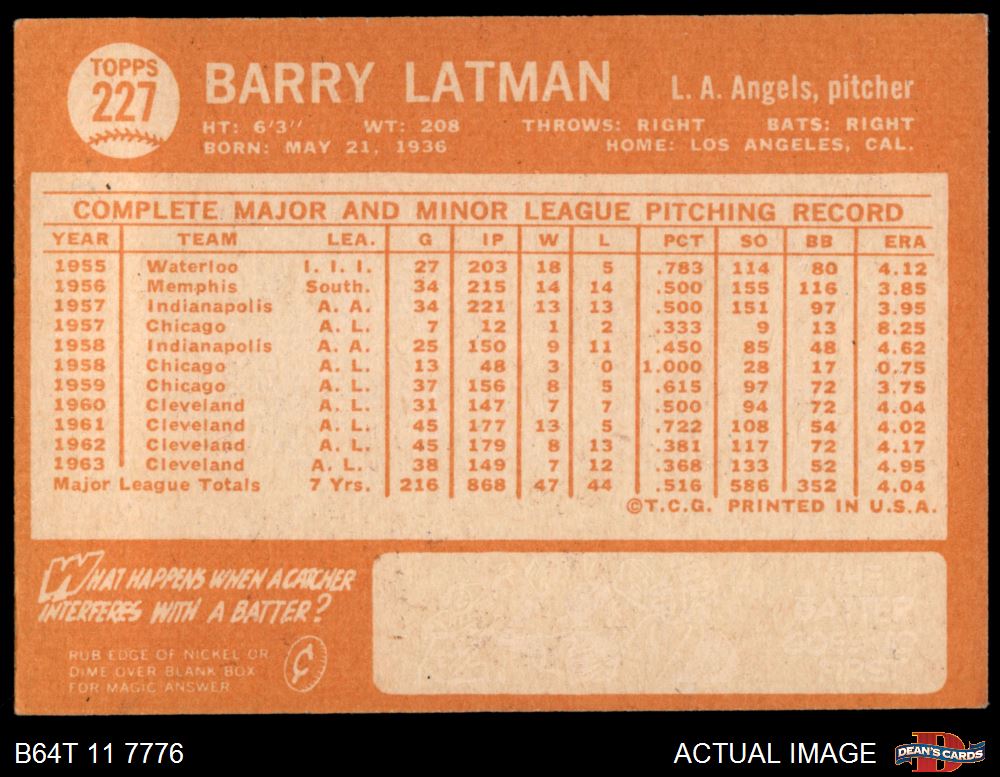 TOPPS
227
BARRY LATMAN
L. A. Angels, pitcher
HT: 6'3'' WT: 208 THROWS: RIGHT BATS: RIGHT
BORN: MAY 21, 1936 HOME: LOS ANGELES, CAL.
COMPLETE MAJOR AND MINOR LEAGUE PITCHING RECORD
YEAR TEAM LEA. G IP W L PCT SO BB ERA
1955 Waterloo I. I. I. 27 203 18 5 .783 114 80 4.12
1956 Memphis South. 34 215 14 14 .500 155 116 3.85
1957 Indianapolis A. A. 34 221 13 13 .500 151 97 3.95
1957 Chicago A. L. 7 12 1 2 .333 9 13 8.25
1958 Indianapolis A. A. 25 150 9 11 .450 85 48 4.62
1958 Chicago A. L. 13 48 3 0 1.000 28 17 0.75
1959 Chicago A. L. 37 156 8 5 .615 97 72 3.75
1960 Cleveland A. L. 31 147 7 7 .500 94 72 4.04
1961 Cleveland A. L. 45 177 13 5 .722 108 54 4.02
1962 Cleveland A. L. 45 179 8 13 .381 117 72 4.17
1963 Cleveland A. L. 38 149 7 12 .368 133 52 4.95
Major League Totals 7 Yrs. 216 868 47 44 .516 586 352 4.04
©T.C.G. PRINTED IN U.S.A.
WHAT HAPPENS WHEN A CATCHER
INTERFERES WITH A BATTER?
RUB EDGE OF NICKEL OR
DIME OVER BLANK BOX
FOR MAGIC ANSWER
BATTER
FIRST
B64T 11 7776
ACTUAL IMAGE
DEAN'S CARDS